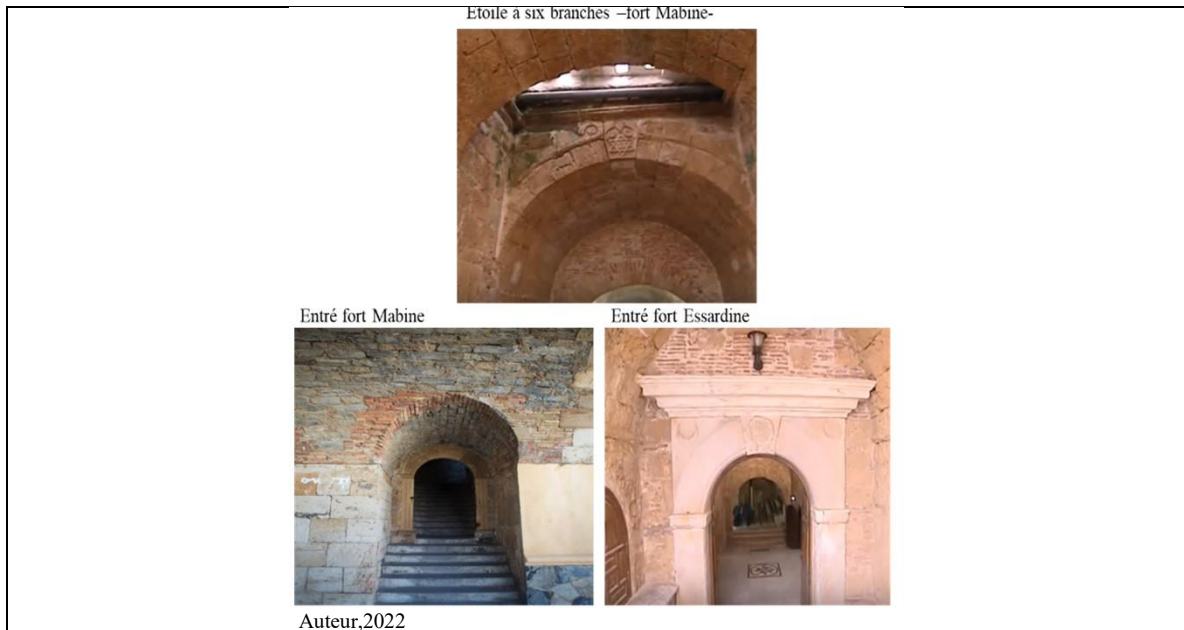 Etoile à six branches –fort Mabine-
Entré fort Mabine
Entré fort Essardine
Auteur,2022